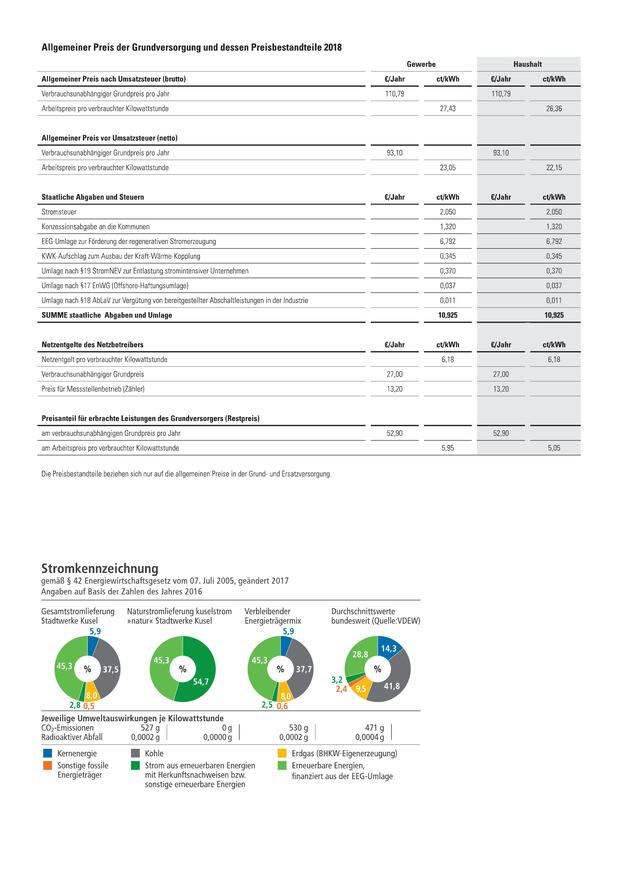 Allgemeiner Preis der Grundversorgung und dessen Preisbestandteile 2018
Gewerbe Haushalt
Allgemeiner Preis nach Umsatzsteuer (brutto) €/Jahr ct/kWh €/Jahr ct/kWh
Verbrauchsunabhängiger Grundpreis pro Jahr 110,79 110,79
Arbeitspreis pro verbrauchter Kilowattstunde 27,43 26,36
Allgemeiner Preis vor Umsatzsteuer (netto)
Verbrauchsunabhängiger Grundpreis pro Jahr 93,10 93,10
Arbeitspreis pro verbrauchter Kilowattstunde 23,05 22,15
Staatliche Abgaben und Steuern €/Jahr ct/kWh €/Jahr ct/kWh
Stromsteuer 2,050 2,050
Konzessionsabgabe an die Kommunen 1,320 1,320
EEG-Umlage zur Förderung der regenerativen Stromerzeugung 6,792 6,792
KWK-Aufschlag zum Ausbau der Kraft-Wärme-Kopplung 0,345 0,345
Umlage nach §19 StromNEV zur Entlastung stromintensiver Unternehmen 0,370 0,370
Umlage nach §17 EnWG (Offshore-Haftungsumlage) 0,037 0,037
Umlage nach §18 AbLaV zur Vergütung von bereitgestellter Abschaltleistungen in der Industrie 0,011 0,011
SUMME staatliche Abgaben und Umlage 10,925 10,925
Netzentgelte des Netzbetreibers €/Jahr ct/kWh €/Jahr ct/kWh
Netzentgelt pro verbrauchter Kilowattstunde 6,18 6,18
Verbrauchsunabhängiger Grundpreis 27,00 27,00
Preis für Messstellenbetrieb (Zähler) 13,20 13,20
Preisanteil für erbrachte Leistungen des Grundversorgers (Restpreis)
am verbrauchsunabhängigen Grundpreis pro Jahr 52,90 52,90
am Arbeitspreis pro verbrauchter Kilowattstunde 5,95 5,05
Die Preisbestandteile beziehen sich nur auf die allgemeinen Preise in der Grund- und Ersatzversorgung.
Stromkennzeichnung
gemäß § 42 Energiewirtschaftsgesetz vom 07. Juli 2005, geändert 2017
Angaben auf Basis der Zahlen des Jahres 2016
Gesamtstromlieferung Naturstromlieferung kuselstrom Verbleibender Durchschnittswerte
Stadtwerke Kusel »natur« Stadtwerke Kusel Energieträgermix bundesweit (Quelle:VDEW)
5,9 5,9
14,3
45,3 % 37,5 45,3 % 54,7 45,3 % 37,7 28,8 % 41,8
3,2
2,4 9,5
8,0 8,0
2,8 0,5 2,5 0,6
Jeweilige Umweltauswirkungen je Kilowattstunde
CO2-Emissionen 527 g 0 g 530 g 471 g
Radioaktiver Abfall 0,0002 g 0,0000 g 0,0002 g 0,0004 g
Kernenergie Kohle Erdgas (BHKW-Eigenerzeugung)
Sonstige fossile Strom aus erneuerbaren Energien Erneuerbare Energien,
Energieträger mit Herkunftsnachweisen bzw. finanziert aus der EEG-Umlage
sonstige erneuerbare Energien